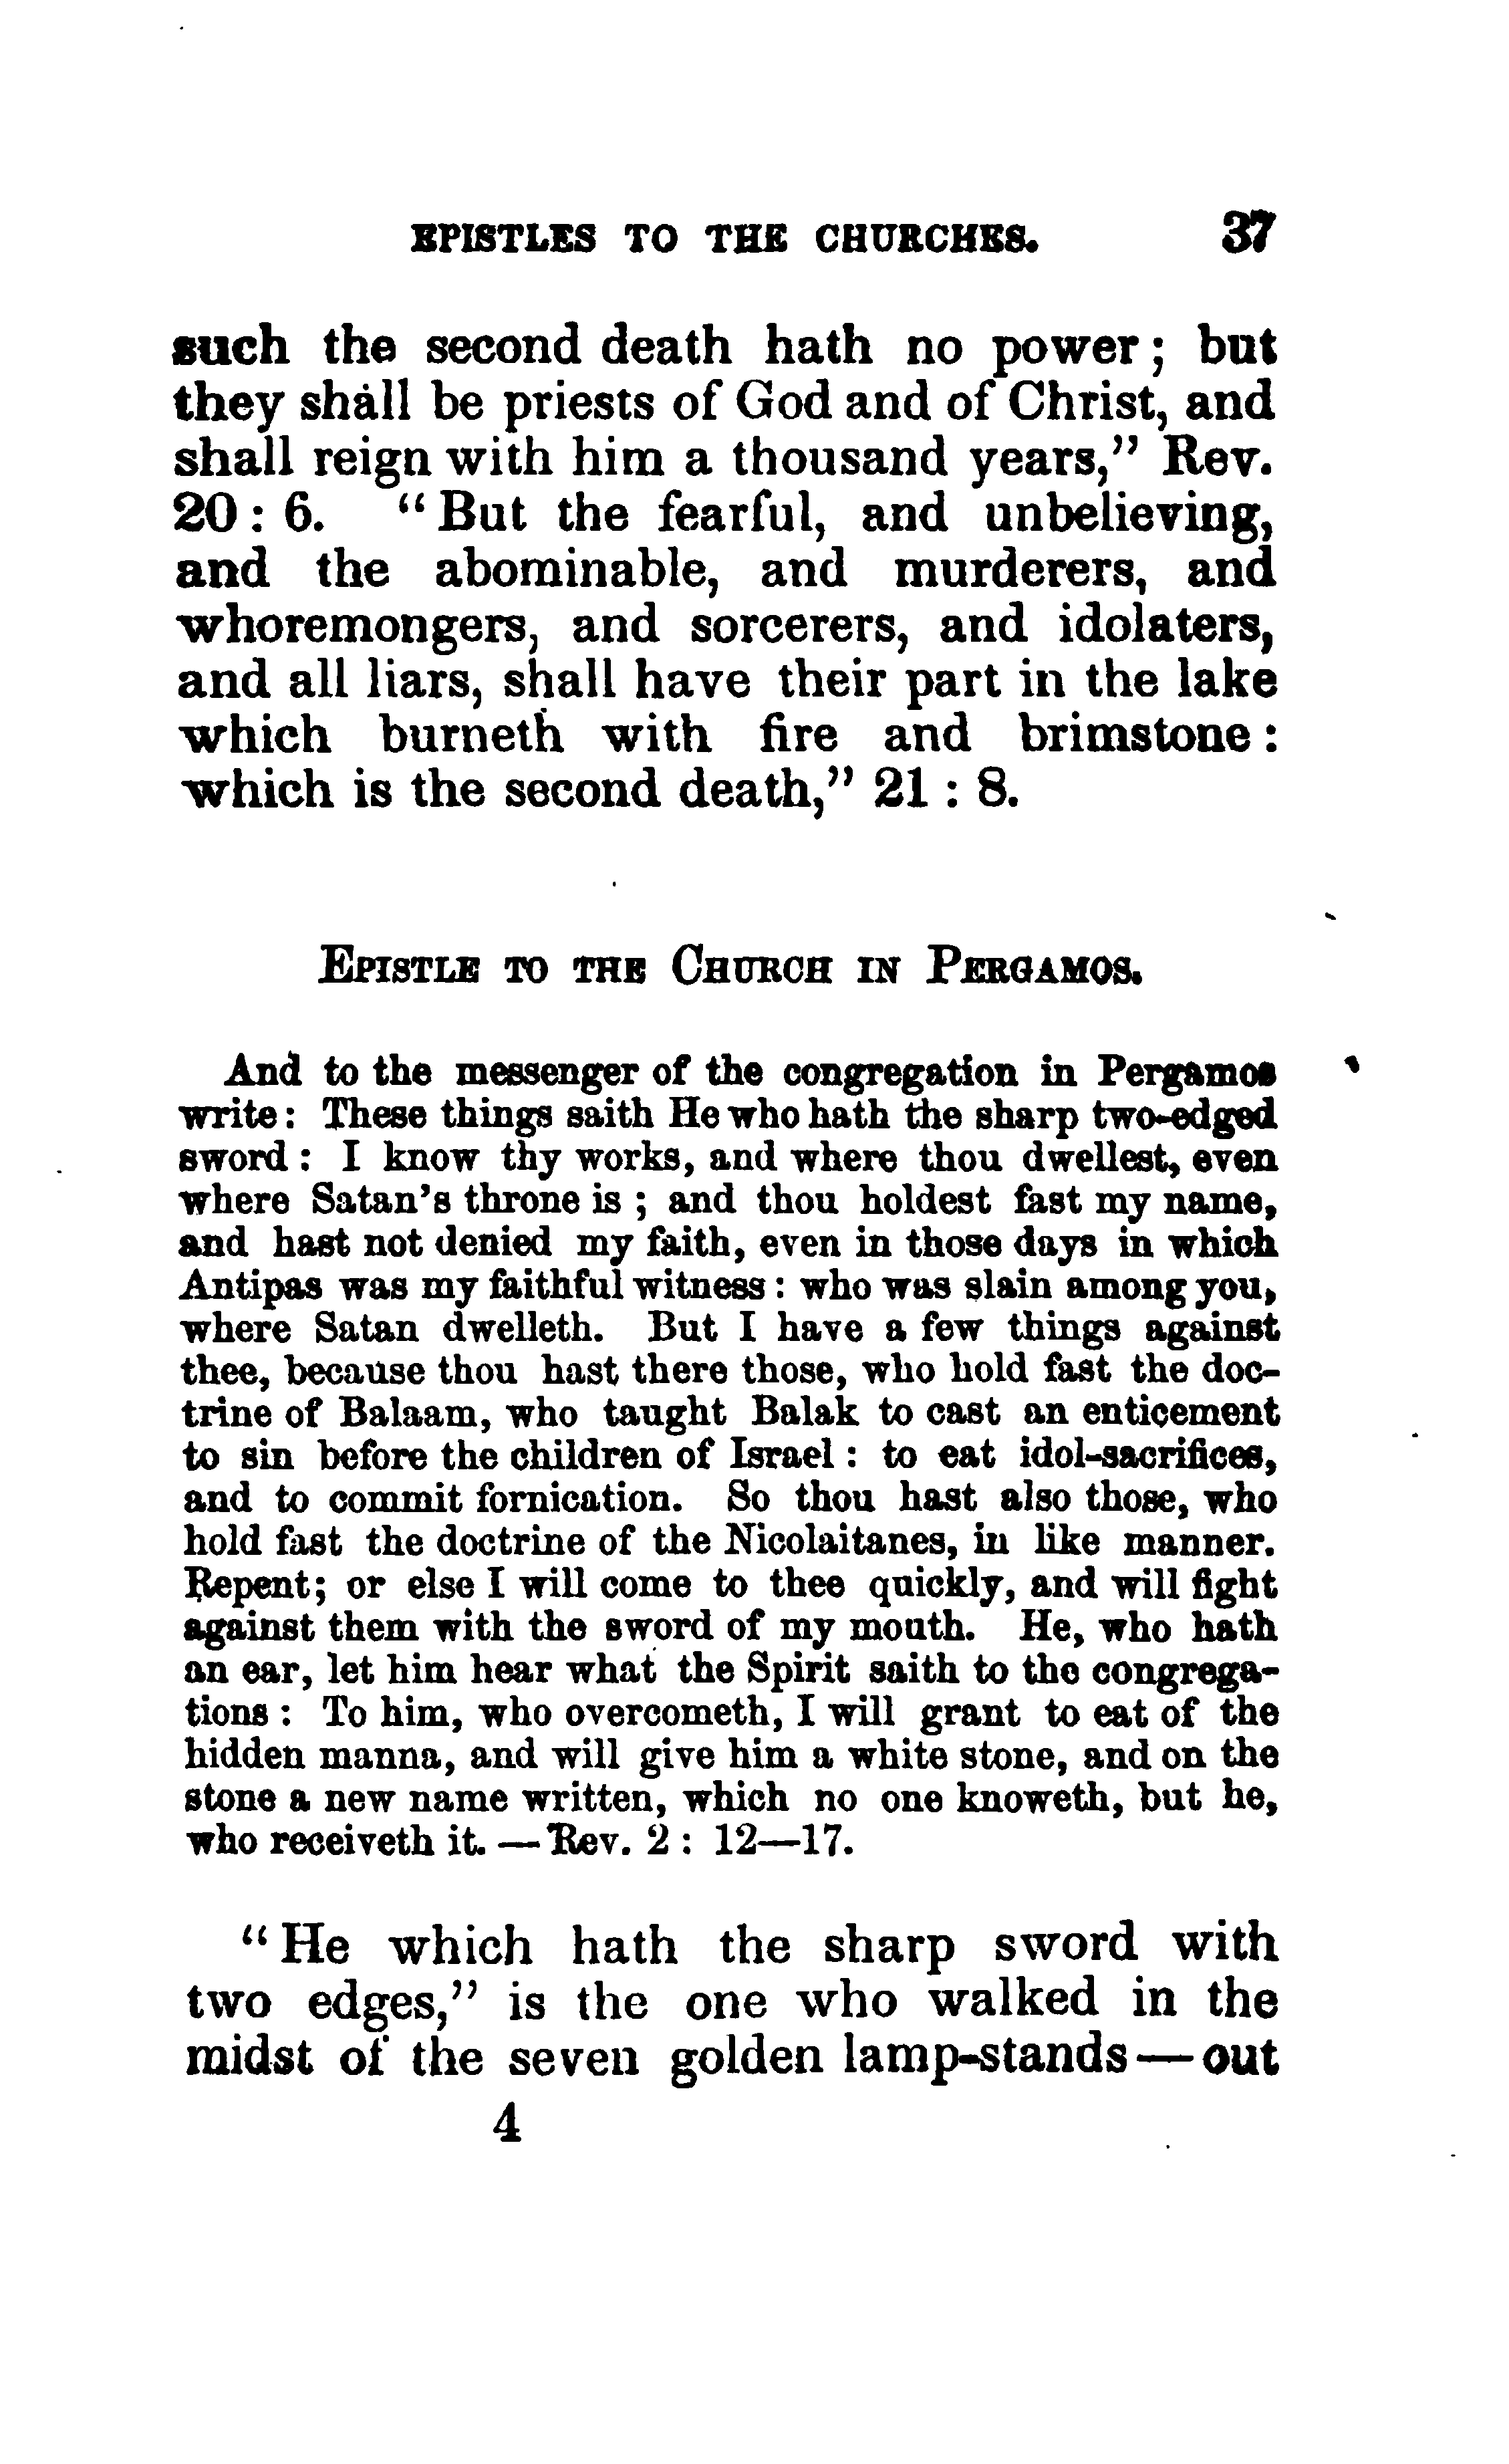 EPISTLES TO THE CHURCHES. 37
such the second death hath no power; but
they shall be priests of God and of Christ, and
shall reign with him a thousand years,” Rev.
20 : 6. “But the fearful, and unbelieving,
and the abominable, and murderers, and
whoremongers, and sorcerers, and idolaters,
and all liars, shall have their part in the lake
which burneth with fire and brimstone :
which is the second death,” 21 : 8.
EPISTLE TO THE CHURCH IN PERGAMOS.
And to the messenger of the congregation in Pergamos
write : These things saith He who hath the sharp two-edged
sword : I know thy works, and where thou dwellest, even
where Satan’s throne is ; and thou holdest fast my name,
and hast not denied my faith, even in those days in which
Antipas was my faithful witness : who was slain among you,
where Satan dwelleth. But I have a few things against
thee, because thou hast there those, who hold fast the doc-
trine of Balaam, who taught Balak to cast an enticement
to sin before the children of Israel : to eat idol-sacrifices,
and to commit fornication. So thou hast also those, who
hold fast the doctrine of the Nicolaitanes, in like manner.
Repent; or else I will come to thee quickly, and will fight
against them with the sword of my mouth. He, who hath
an ear, let him hear what the Spirit saith to the congrega-
tions : To him, who overcometh, I will grant to eat of the
hidden manna, and will give him a white stone, and on the
stone a new name written, which no one knoweth, but he,
who receiveth it. — Rev. 2 : 12—17.
“He which hath the sharp sword with
two edges,” is the one who walked in the
midst of the seven golden lamp-stands — out
4